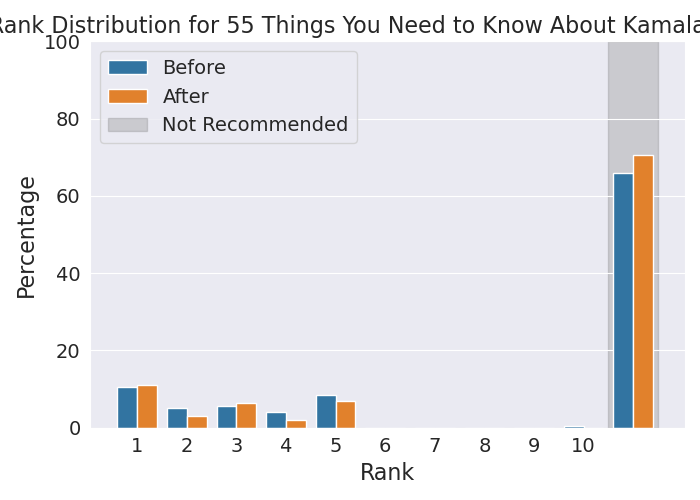 Rank Distribution for 55 Things You Need to Know About Kamala
100
80
60
40
20
0
Percentage
Before
After
Not Recommended
1 2 3 4 5 6 7 8 9 10
Rank